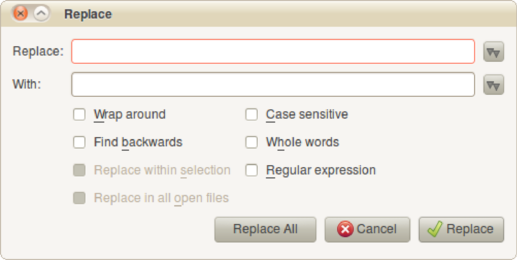 Replace
Replace:
With:
Wrap around
Case sensitive
Find backwards
Whole words
Replace within selection
Regular expression
Replace in all open files
Replace All
Cancel
Replace